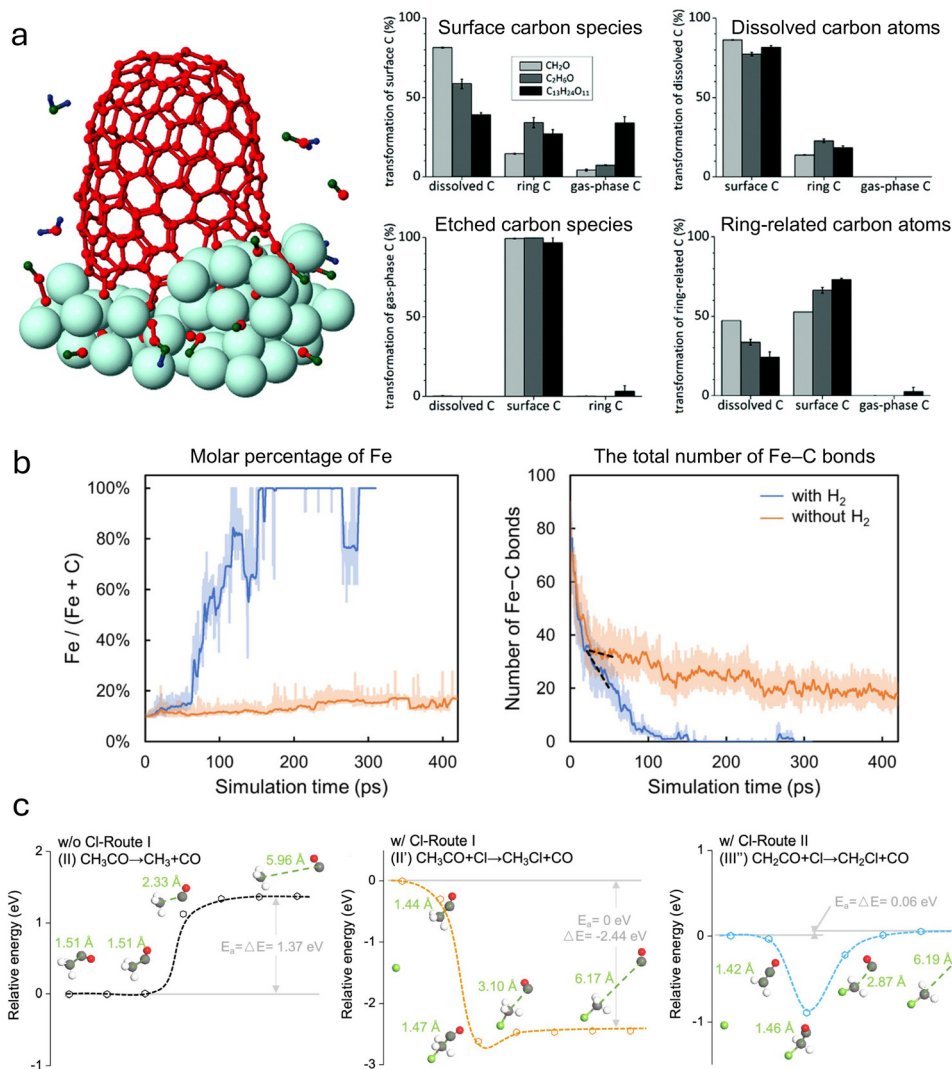 a
Surface carbon species
transformation of surface C (%)
100
50
0
CH₂O
C₂H₆O
C₁₃H₂₄O₁₁
dissolved C ring C gas-phase C
Dissolved carbon atoms
transformation of dissolved C (%)
100
50
0
surface C ring C gas-phase C
Etched carbon species
transformation of gas-phase C (%)
100
50
0
dissolved C surface C ring C
Ring-related carbon atoms
transformation of ring-related C (%)
100
50
0
dissolved C surface C gas-phase C
b
Molar percentage of Fe
Fe / (Fe + C)
100%
80%
60%
40%
20%
0%
0 100 200 300 400
Simulation time (ps)
The total number of Fe–C bonds
Number of Fe–C bonds
100
80
60
40
20
0
with H₂
without H₂
0 100 200 300 400
Simulation time (ps)
c
w/o Cl-Route I
(II) CH₃CO→CH₃+CO
Relative energy (eV)
2
1
0
-1
5.96 Å
2.33 Å
1.51 Å 1.51 Å
Eₐ=△E= 1.37 eV
w/ Cl-Route I
(II') CH₃CO+Cl→CH₃Cl+CO
Relative energy (eV)
0
-1
-2
-3
1.44 Å
Eₐ= 0 eV
△E= -2.44 eV
3.10 Å
6.17 Å
1.47 Å
w/ Cl-Route II
(III") CH₂CO+Cl→CH₂Cl+CO
Relative energy (eV)
1
0
-1
Eₐ=△E= 0.06 eV
1.42 Å
2.87 Å
6.19 Å
1.46 Å